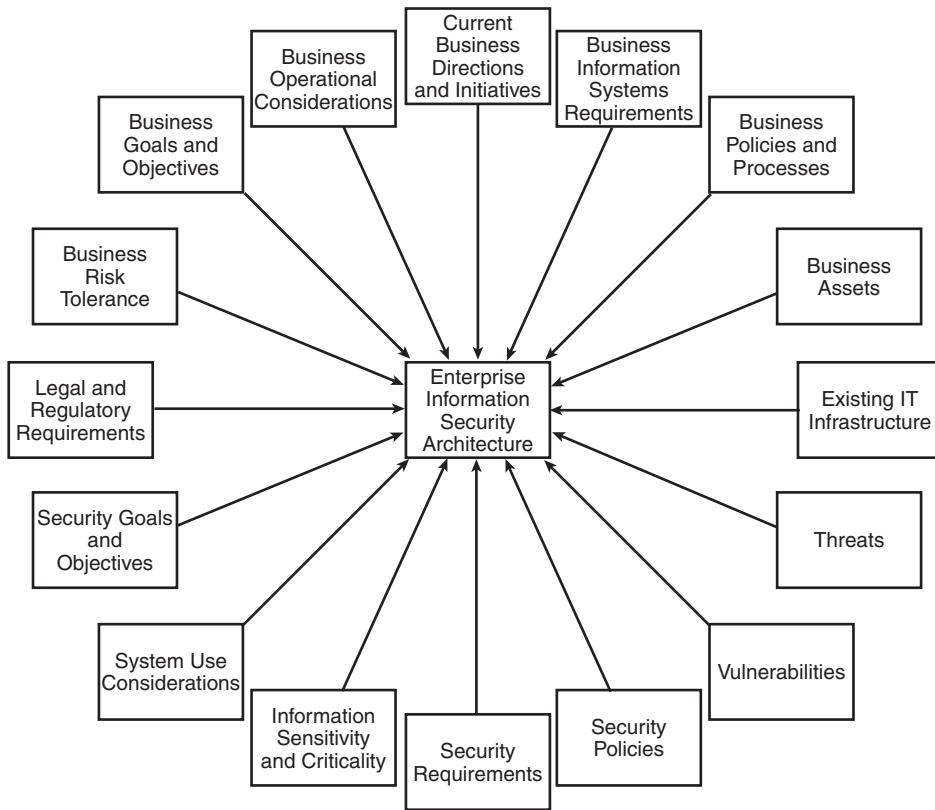 Current
Business
Directions
and Initiatives
Business
Operational
Considerations
Business
Information
Systems
Requirements
Business
Goals and
Objectives
Business
Policies and
Processes
Business
Risk
Tolerance
Business
Assets
Legal and
Regulatory
Requirements
Enterprise
Information
Security
Architecture
Existing IT
Infrastructure
Security Goals
and
Objectives
Threats
System Use
Considerations
Vulnerabilities
Information
Sensitivity
and Criticality
Security
Requirements
Security
Policies